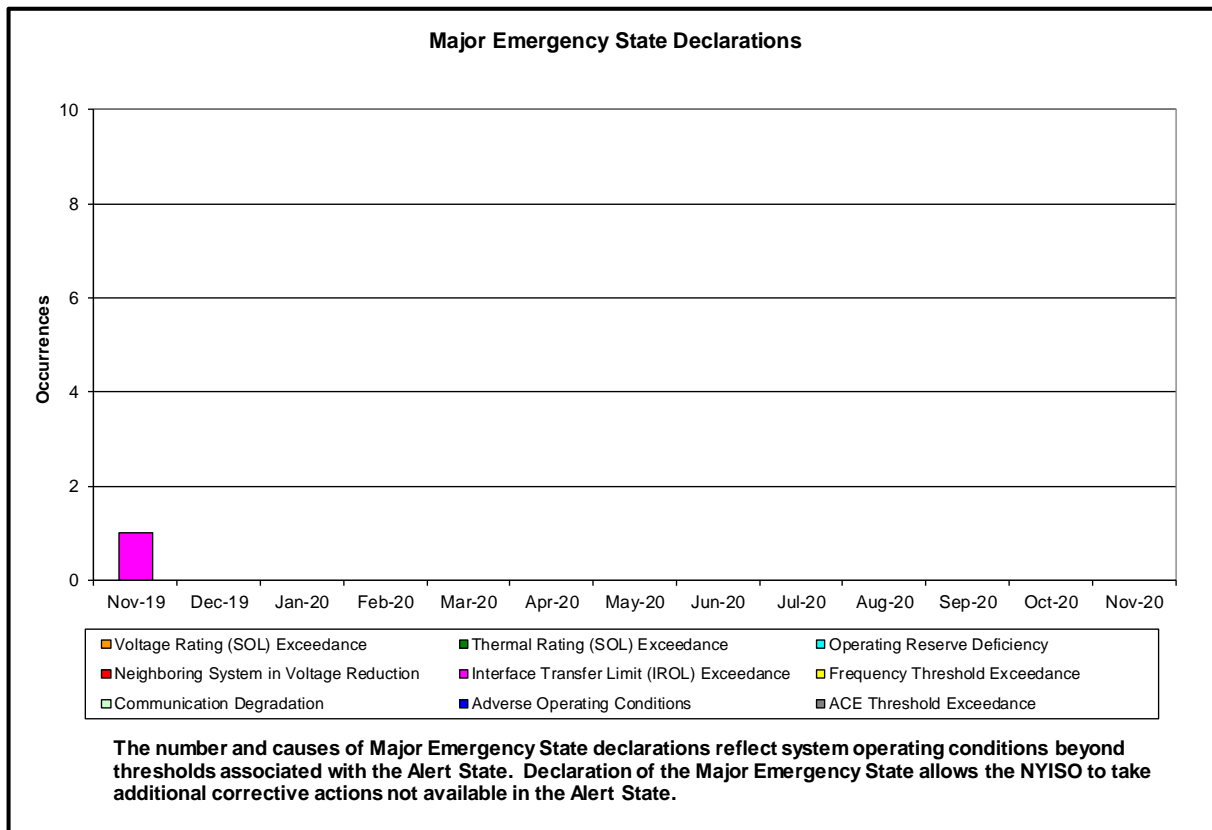 Major Emergency State Declarations
10
8
6
4
2
0
Occurrences
Nov-19 Dec-19 Jan-20 Feb-20 Mar-20 Apr-20 May-20 Jun-20 Jul-20 Aug-20 Sep-20 Oct-20 Nov-20
Voltage Rating (SOL) Exceedance Thermal Rating (SOL) Exceedance Operating Reserve Deficiency
Neighboring System in Voltage Reduction Interface Transfer Limit (IROL) Exceedance Frequency Threshold Exceedance
Communication Degradation Adverse Operating Conditions ACE Threshold Exceedance
The number and causes of Major Emergency State declarations reflect system operating conditions beyond
thresholds associated with the Alert State.  Declaration of the Major Emergency State allows the NYISO to take
additional corrective actions not available in the Alert State.